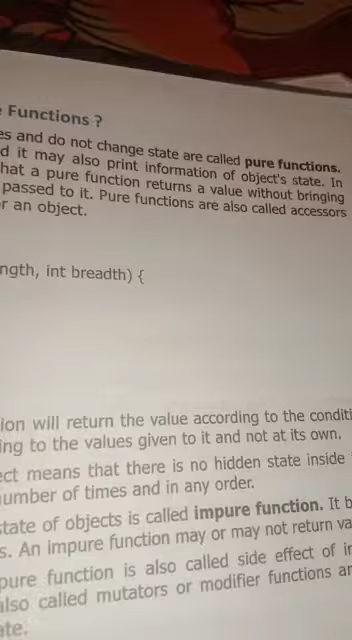 Functions ?
es and do not change state are called pure functions.
d it may also print information of object's state. In
hat a pure function returns a value without bringing
passed to it. Pure functions are also called accessors
r an object.
ngth, int breadth) {
ion will return the value according to the conditi
ing to the values given to it and not at its own.
ect means that there is no hidden state inside
umber of times and in any order.
state of objects is called impure function. It b
s. An impure function may or may not return va
pure function is also called side effect of i
also called mutators or modifier functions ar
ate.